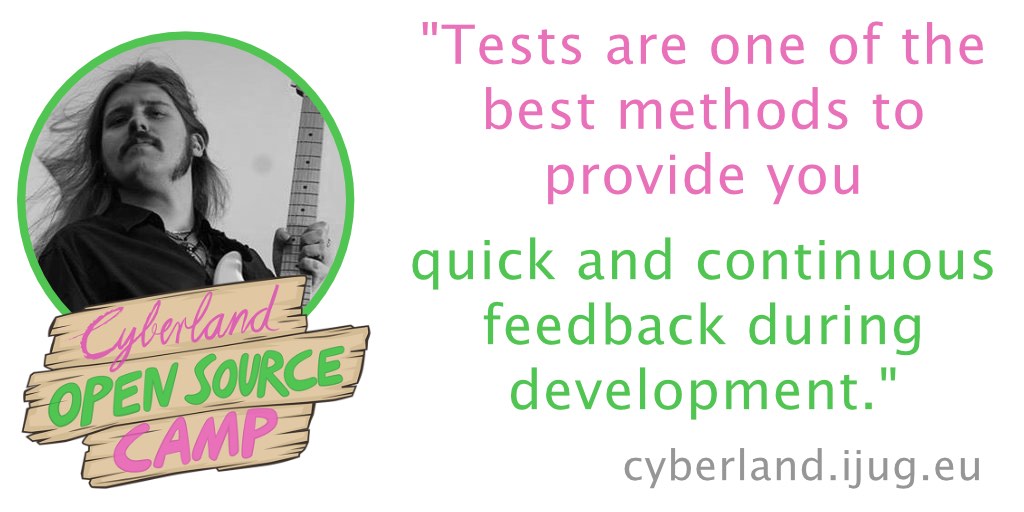 "Tests are one of the
best methods to
provide you
quick and continuous
feedback during
development."
cyberland.ijug.eu
Cyberland
OPEN SOURCE
CAMP